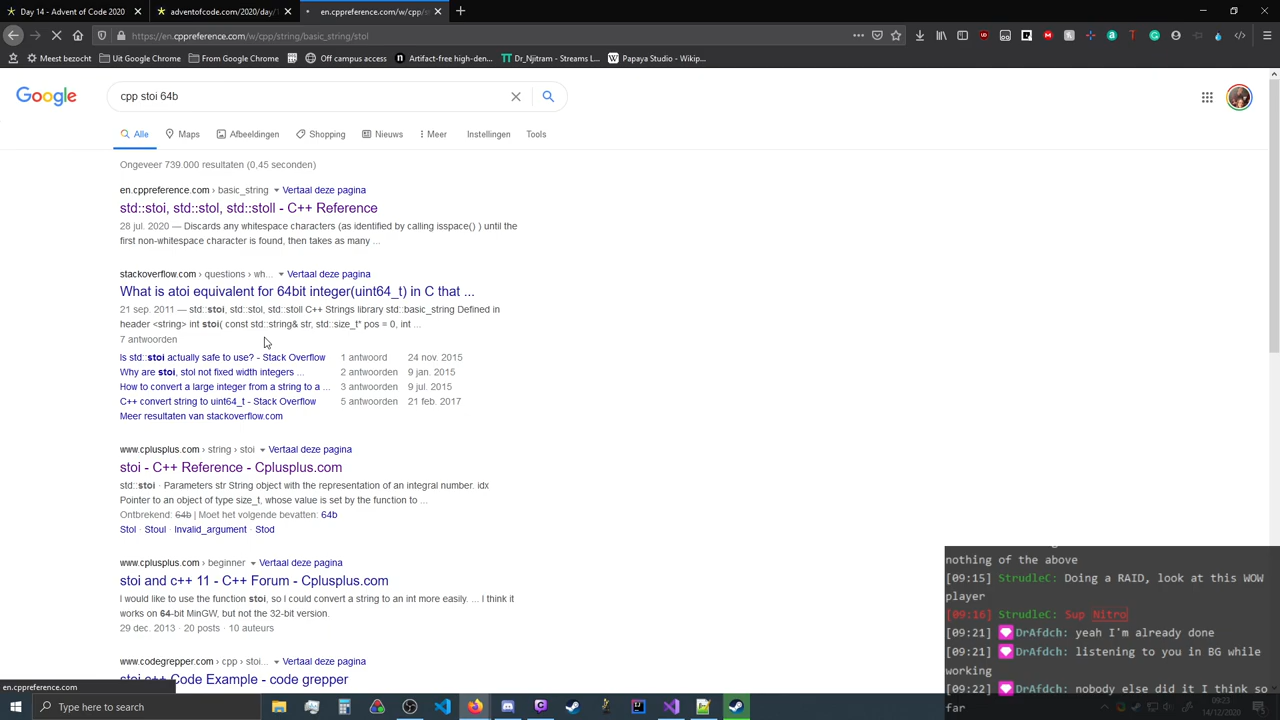 Day 14 - Advent of Code 2020
adventofcode.com/2020/day/1
en.cppreference.com/w/cpp/stri
https://en.cppreference.com/w/cpp/string/basic_string/stol
Meest bezocht
Uit Google Chrome
From Google Chrome
Off campus access
Artifact-free high-den...
Dr_Njitram - Streams L...
Papaya Studio - Wikip...
Google
cpp stoi 64b
Alle
Maps
Afbeeldingen
Shopping
Nieuws
Meer
Instellingen
Tools
Ongeveer 739.000 resultaten (0,45 seconden)
en.cppreference.com › basic_string Vertaal deze pagina
std::stoi, std::stol, std::stoll - C++ Reference
28 jul. 2020 — Discards any whitespace characters (as identified by calling isspace() ) until the
first non-whitespace character is found, then takes as many ...
stackoverflow.com › questions › wh... Vertaal deze pagina
What is atoi equivalent for 64bit integer(uint64_t) in C that ...
21 sep. 2011 — std::stoi, std::stol, std::stoll C++ Strings library std::basic_string Defined in
header <string> int stoi( const std::string& str, std::size_t* pos = 0, int ...
7 antwoorden
Is std::stoi actually safe to use? - Stack Overflow 1 antwoord 24 nov. 2015
Why are stoi, stol not fixed width integers ... 2 antwoorden 9 jan. 2015
How to convert a large integer from a string to a ... 3 antwoorden 9 jul. 2015
C++ convert string to uint64_t - Stack Overflow 5 antwoorden 21 feb. 2017
Meer resultaten van stackoverflow.com
www.cplusplus.com › string › stoi Vertaal deze pagina
stoi - C++ Reference - Cplusplus.com
std::stoi · Parameters str String object with the representation of an integral number. idx
Pointer to an object of type size_t, whose value is set by the function to ...
Ontbrekend: 64b | Moet het volgende bevatten: 64b
Stol · Stoul · Invalid_argument · Stod
www.cplusplus.com › beginner Vertaal deze pagina
stoi and c++ 11 - C++ Forum - Cplusplus.com
I would like to use the function stoi, so I could convert a string to an int more easily. ... I think it
works on 64-bit MinGW, but not the 32-bit version.
29 dec. 2013 · 20 posts · 10 auteurs
www.codegrepper.com › cpp › stoi... Vertaal deze pagina
stoi c++ Code Example - code grepper
en.cppreference.com
nothing of the above
[09:15] StrudleC: Doing a RAID, look at this WOW
player
[09:16] StrudleC: Sup Nitro
[09:21] DrAfdch: yeah I'm already done
[09:21] DrAfdch: listening to you in BG while
working
[09:22] DrAfdch: nobody else did it I think so
far
Type here to search
09:23
14/12/2020